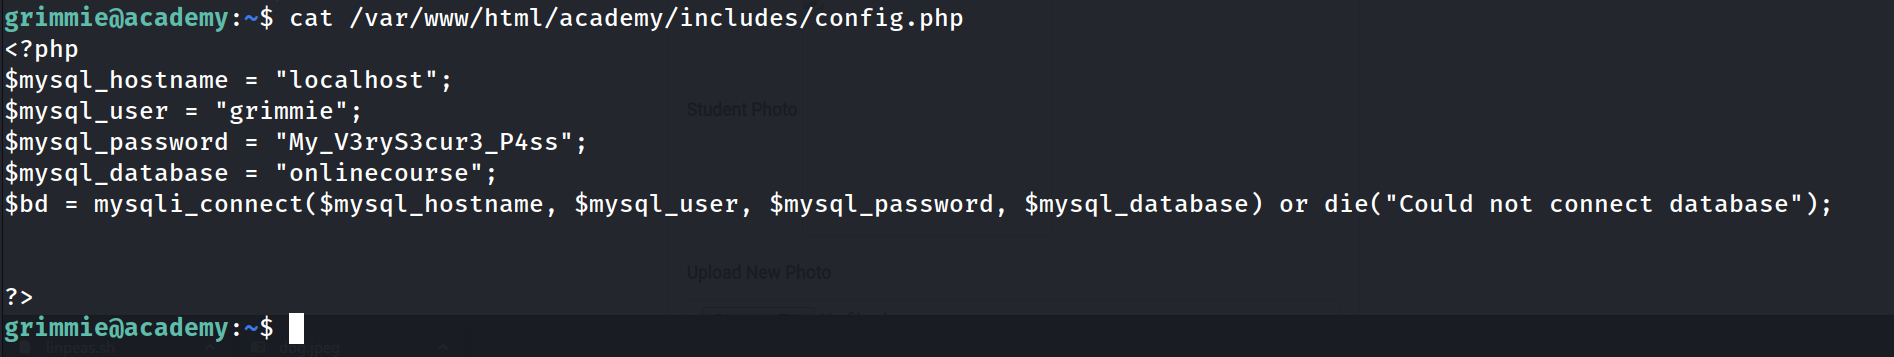 grimmie@academy:~$ cat /var/www/html/academy/includes/config.php
<?php
$mysql_hostname = "localhost";
$mysql_user = "grimmie";
Student Photo
$mysql_password = "My_V3ryS3cur3_P4ss";
$mysql_database = "onlinecourse";
$bd = mysqli_connect($mysql_hostname, $mysql_user, $mysql_password, $mysql_database) or die("Could not connect database");
Upload New Photo
?>
grimmie@academy:~$
linpeas.sh